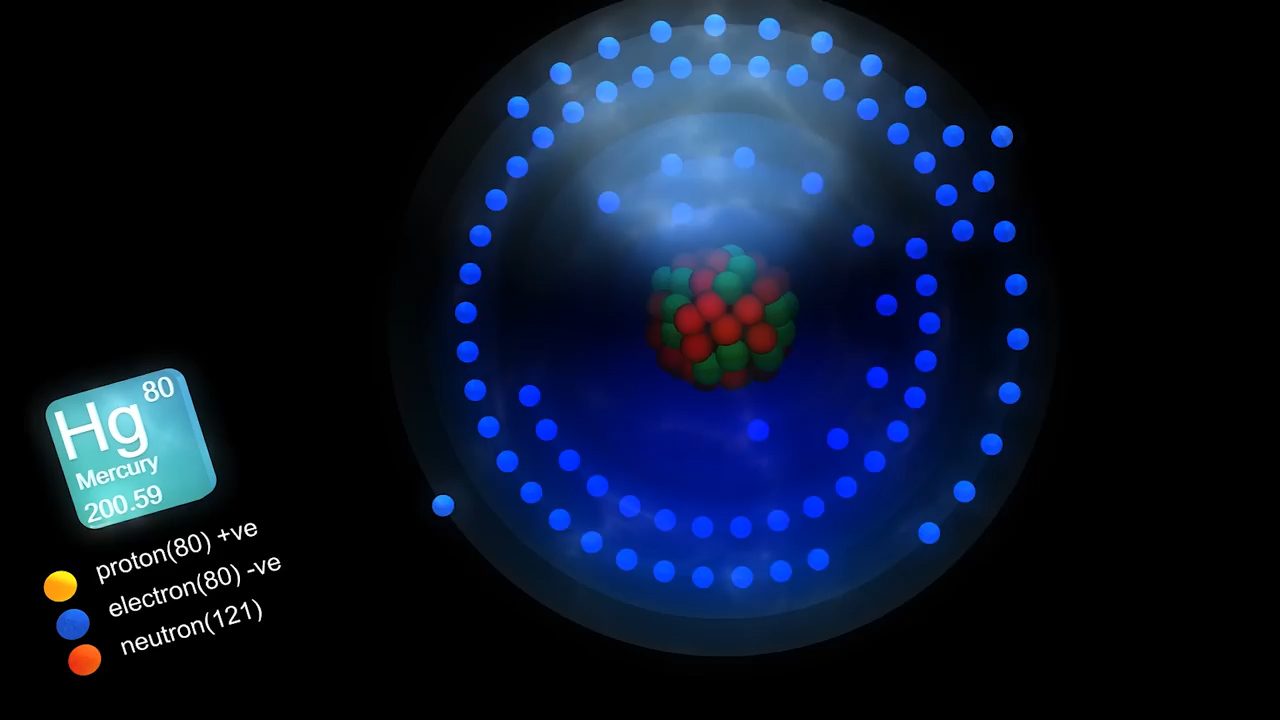 80
Hg
Mercury
200.59
proton(80) +ve
electron(80) -ve
neutron(121)